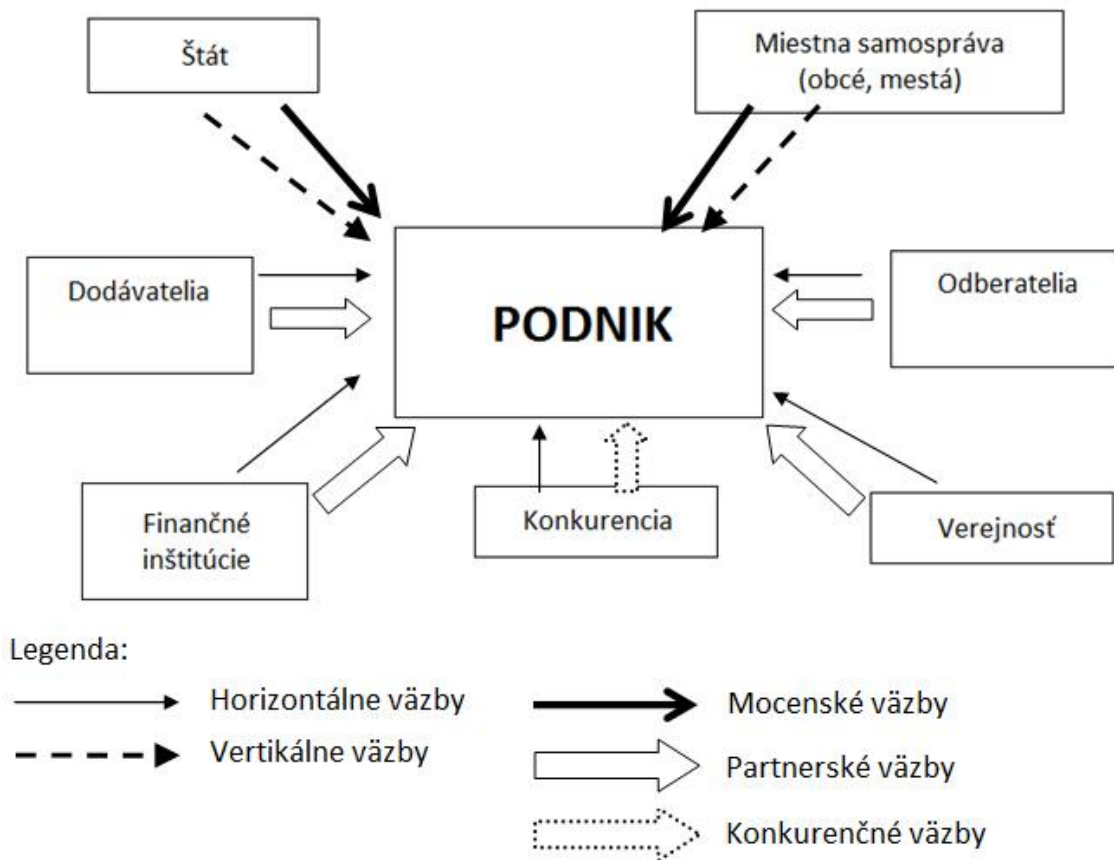 Štát
Miestna samospráva
(obcé, mestá)
Dodávatelia
PODNIK
Odberatelia
Finančné
inštitúcie
Konkurencia
Verejnosť
Legenda:
Horizontálne väzby
Mocenské väzby
Vertikálne väzby
Partnerské väzby
Konkurenčné väzby